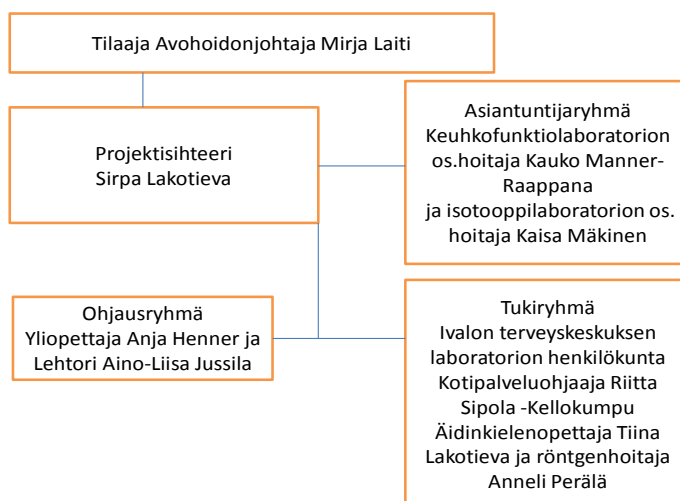 Tilaaja Avohoidonjohtaja Mirja Laiti
Projektisihteeri
Sirpa Lakotieva
Asiantuntijaryhmä
Keuhkofunktiolaboratorion
os.hoitaja Kauko Manner-
Raappana
ja isotooppilaboratorion os.
hoitaja Kaisa Mäkinen
Ohjausryhmä
Yliopettaja Anja Henner ja
Lehtori Aino-Liisa Jussila
Tukiryhmä
Ivalon terveyskeskuksen
laboratorion henkilökunta
Kotipalveluohjaaja Riitta
Sipola -Kellokumpu
Äidinkielenopettaja Tiina
Lakotieva ja röntgenhoitaja
Anneli Perälä